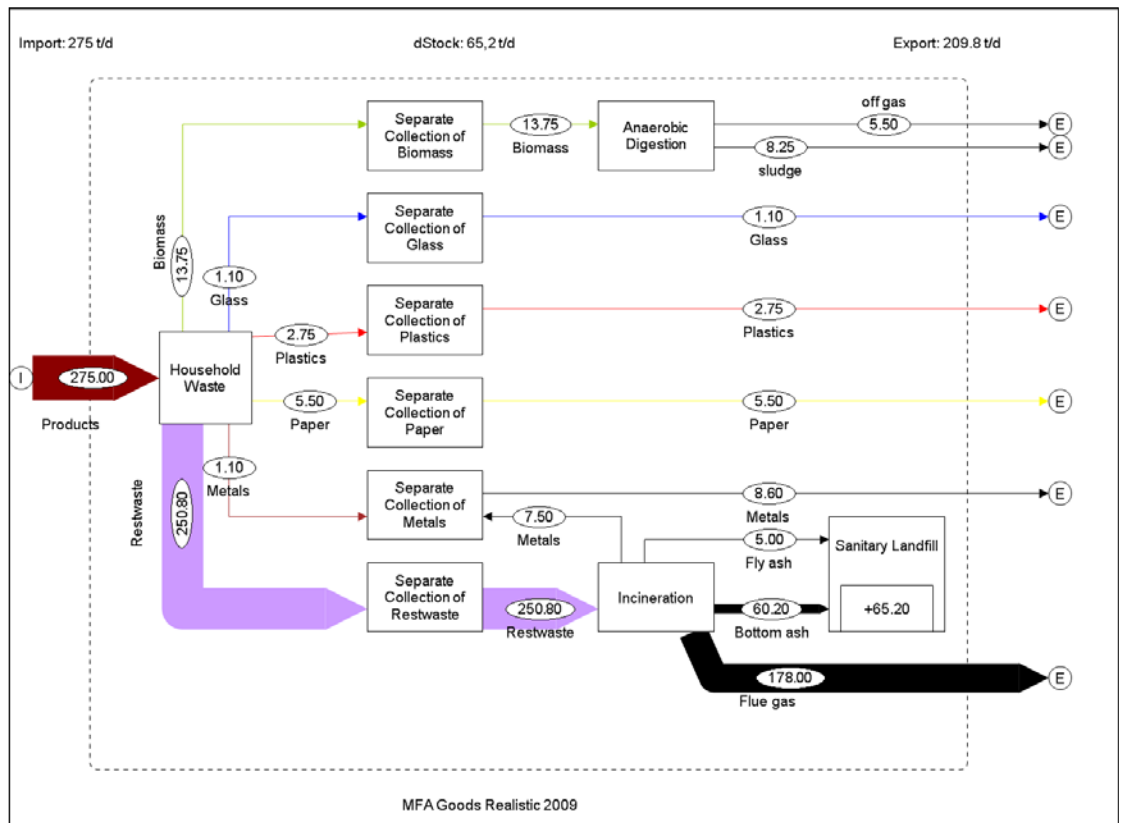 Import: 275 t/d
dStock: 65,2 t/d
Export: 209.8 t/d
Separate
Collection of
Biomass
13.75
Biomass
Anaerobic
Digestion
off gas
5.50
E
8.25
sludge
E
Biomass
13.75
Separate
Collection of
Glass
1.10
Glass
E
1.10
Glass
Separate
Collection of
Plastics
2.75
Plastics
E
2.75
Plastics
I
275.00
Products
Household
Waste
5.50
Paper
Separate
Collection of
Paper
5.50
Paper
E
1.10
Metals
Restwaste
250.80
Separate
Collection of
Metals
7.50
Metals
8.60
Metals
E
5.00
Fly ash
Sanitary Landfill
+65.20
Separate
Collection of
Restwaste
250.80
Restwaste
Incineration
60.20
Bottom ash
178.00
Flue gas
E
MFA Goods Realistic 2009